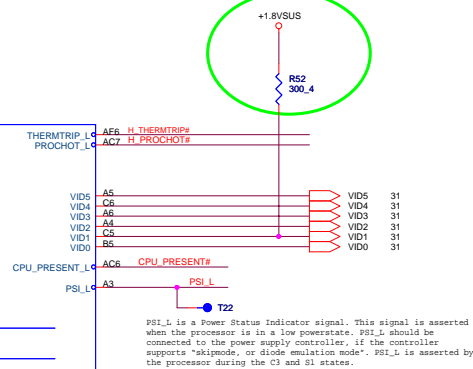 +1.8VSUS
R52
300_4
THERMTRIP_L AF6 H_THERMTRIP#
PROCHOT_L AC7 H_PROCHOT#
VID5 A5 VID5 31
VID4 C6 VID4 31
VID3 A6 VID3 31
VID2 A4 VID2 31
VID1 C5 VID1 31
VID0 B5 VID0 31
CPU_PRESENT_L AC6 CPU_PRESENT#
PSI_L A3 PSI_L
T22
PSI_L is a Power Status Indicator signal. This signal is asserted
when the processor is in a low powerstate. PSI_L should be
connected to the power supply controller, if the controller
supports "skipmode, or diode emulation mode". PSI_L is asserted by
the processor during the C3 and S1 states.